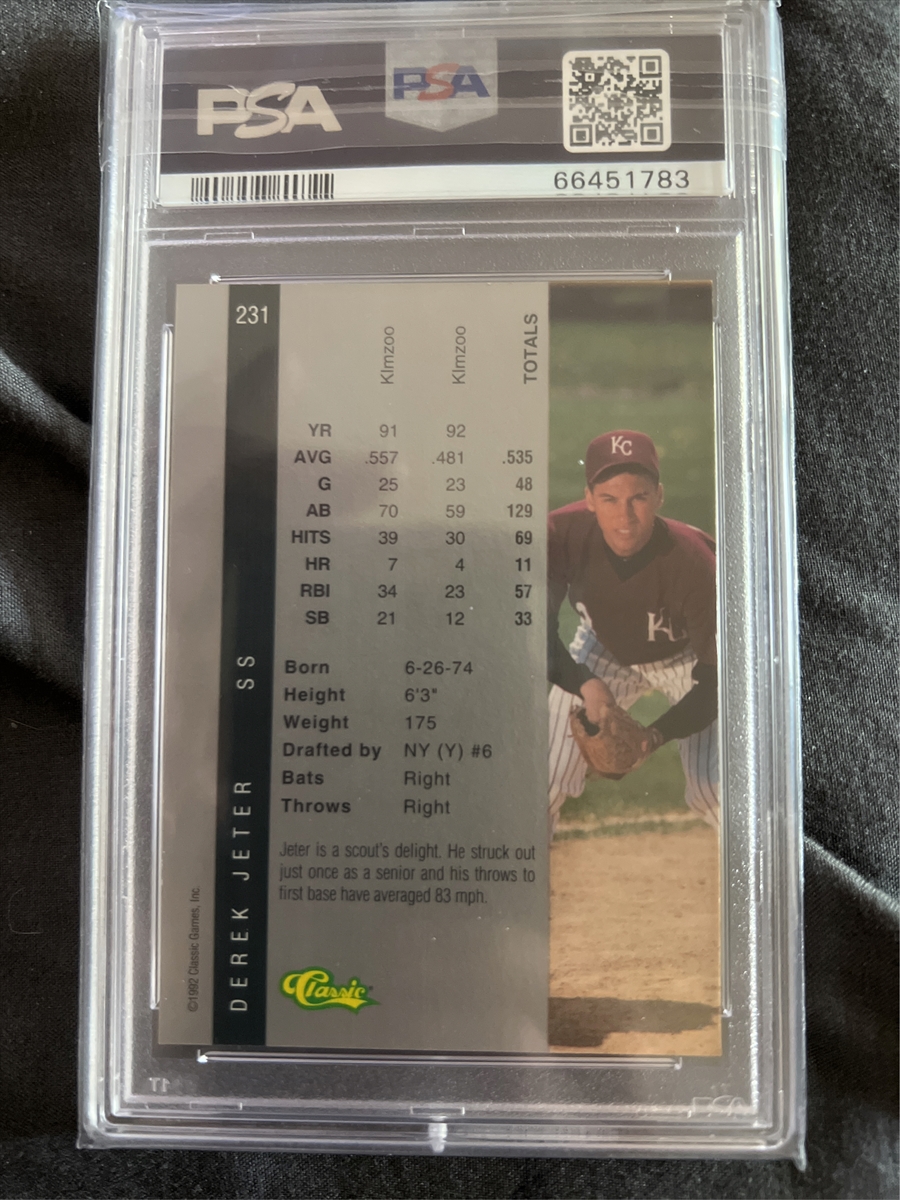 PSA
PSA
66451783
231
Klmzoo Klmzoo TOTALS
YR 91 92
AVG .557 .481 .535
G 25 23 48
AB 70 59 129
HITS 39 30 69
HR 7 4 11
RBI 34 23 57
SB 21 12 33
Born 6-26-74
Height 6'3"
Weight 175
Drafted by NY (Y) #6
Bats Right
Throws Right
Jeter is a scout's delight. He struck out
just once as a senior and his throws to
first base have averaged 83 mph.
Classic
DEREK JETER SS
©1992 Classic Games, Inc.
KC
KC
PSA